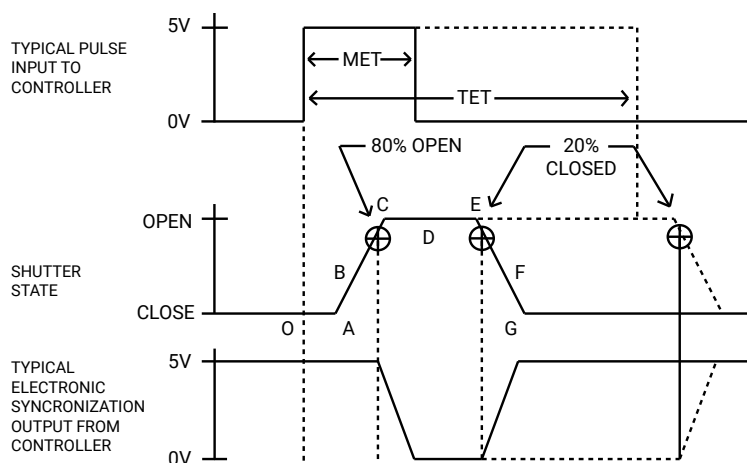 5V
TYPICAL PULSE
INPUT TO
CONTROLLER
MET
TET
0V
80% OPEN
20%
CLOSED
C
E
OPEN
D
B
F
SHUTTER
STATE
CLOSE
O
A
G
5V
TYPICAL
ELECTRONIC
SYNCRONIZATION
OUTPUT FROM
CONTROLLER
0V